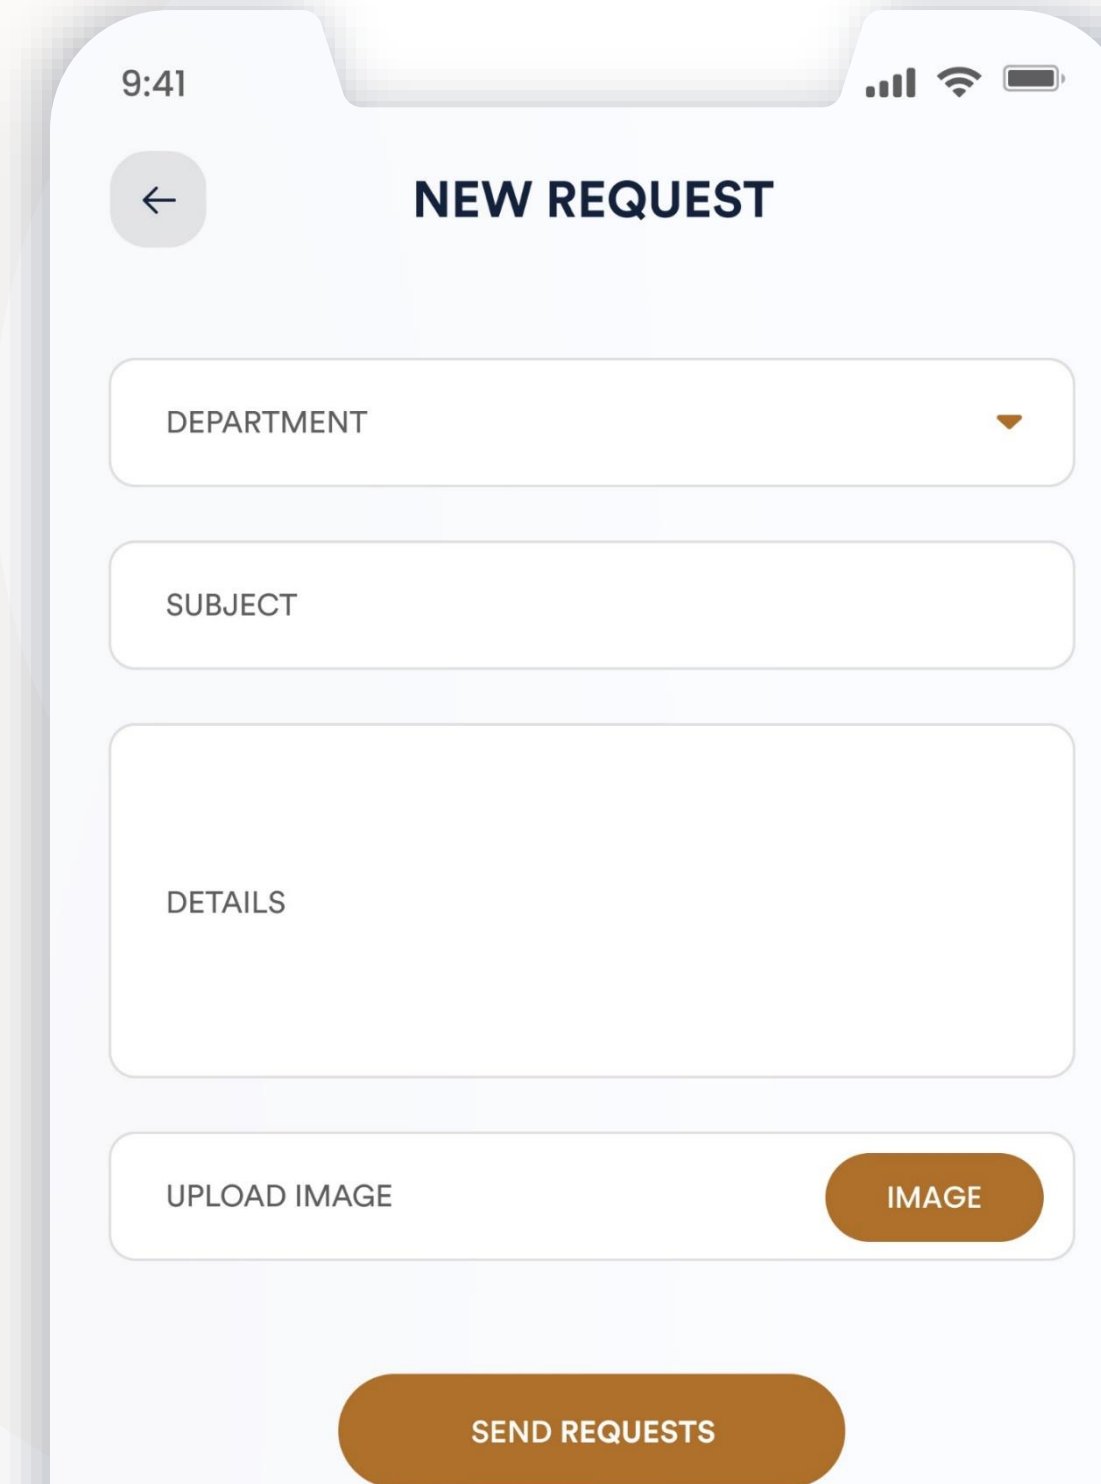 9:41
NEW REQUEST
DEPARTMENT
SUBJECT
DETAILS
UPLOAD IMAGE
IMAGE
SEND REQUESTS